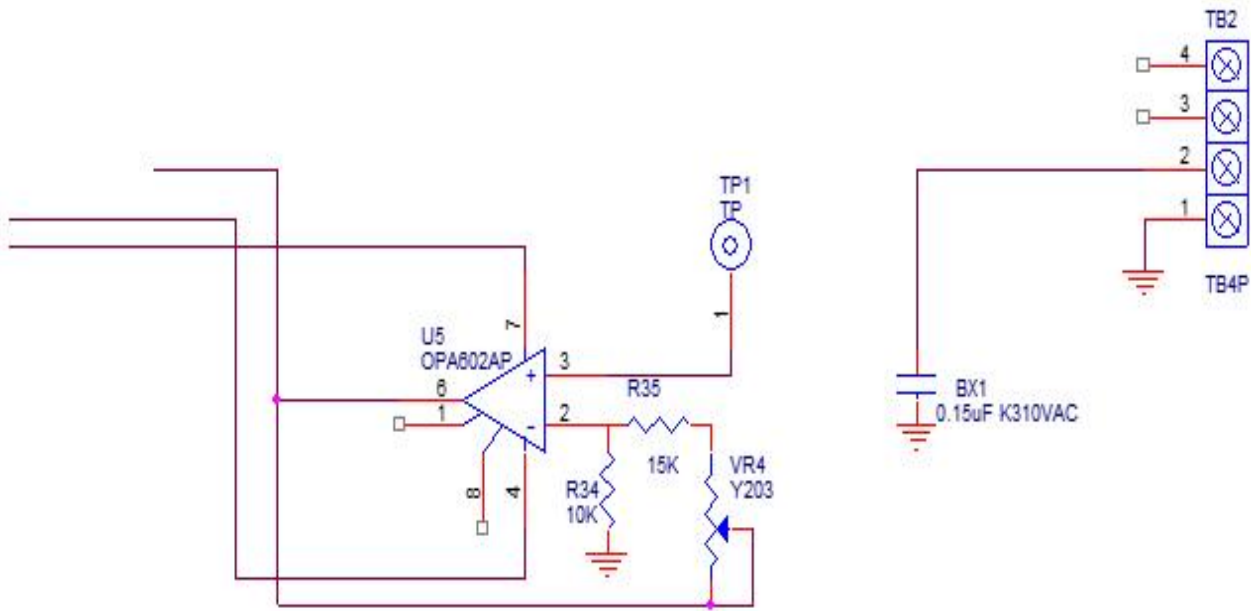 TB2
4
3
2
1
TB4P
TP1
TP
1
7
U5
OPA602AP
+
3
6
1
2
-
R35
15K
8
4
R34
10K
VR4
Y203
BX1
0.15uF K310VAC